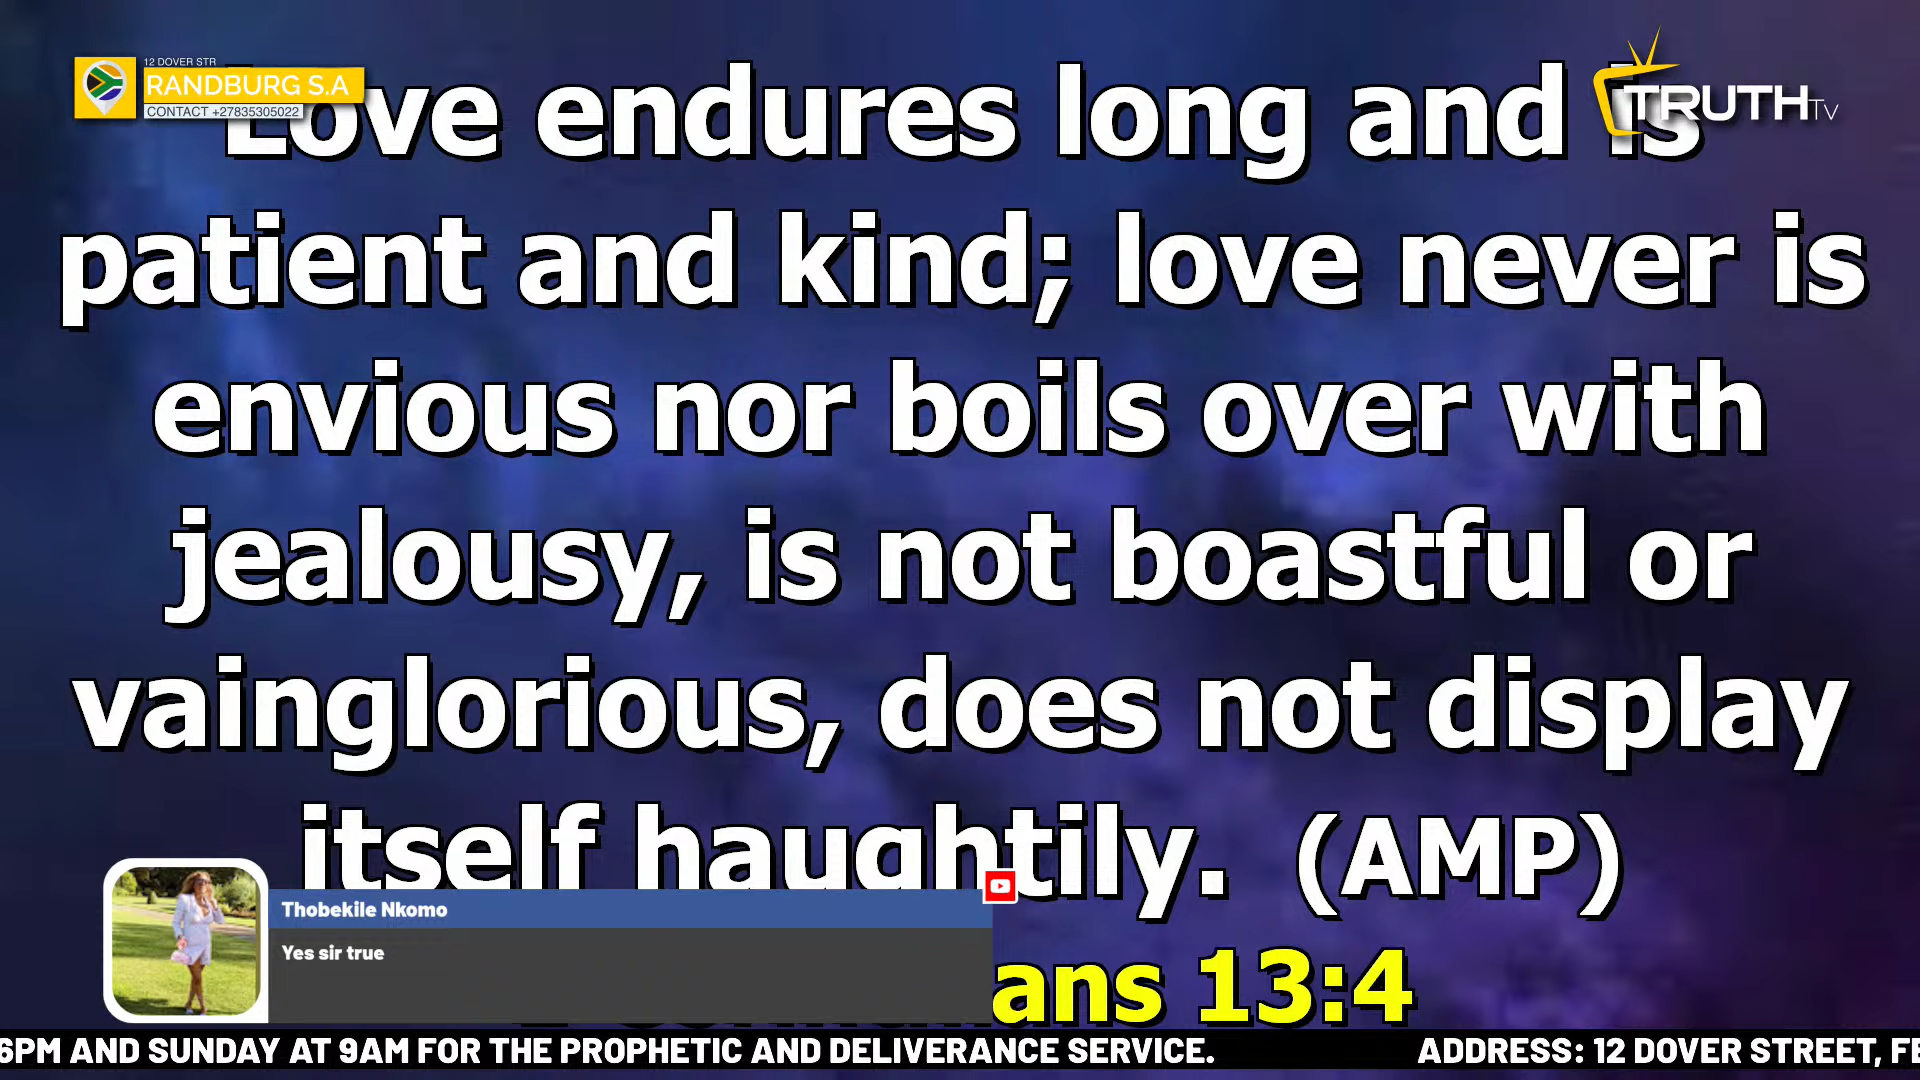 12 DOVER STR
RANDBURG S.A
CONTACT +27835305022
TRUTH TV
Love endures long and is
patient and kind; love never is
envious nor boils over with
jealousy, is not boastful or
vainglorious, does not display
itself haughtily. (AMP)
Thobekile Nkomo
Yes sir true
ans 13:4
6PM AND SUNDAY AT 9AM FOR THE PROPHETIC AND DELIVERANCE SERVICE. ADDRESS: 12 DOVER STREET, FE